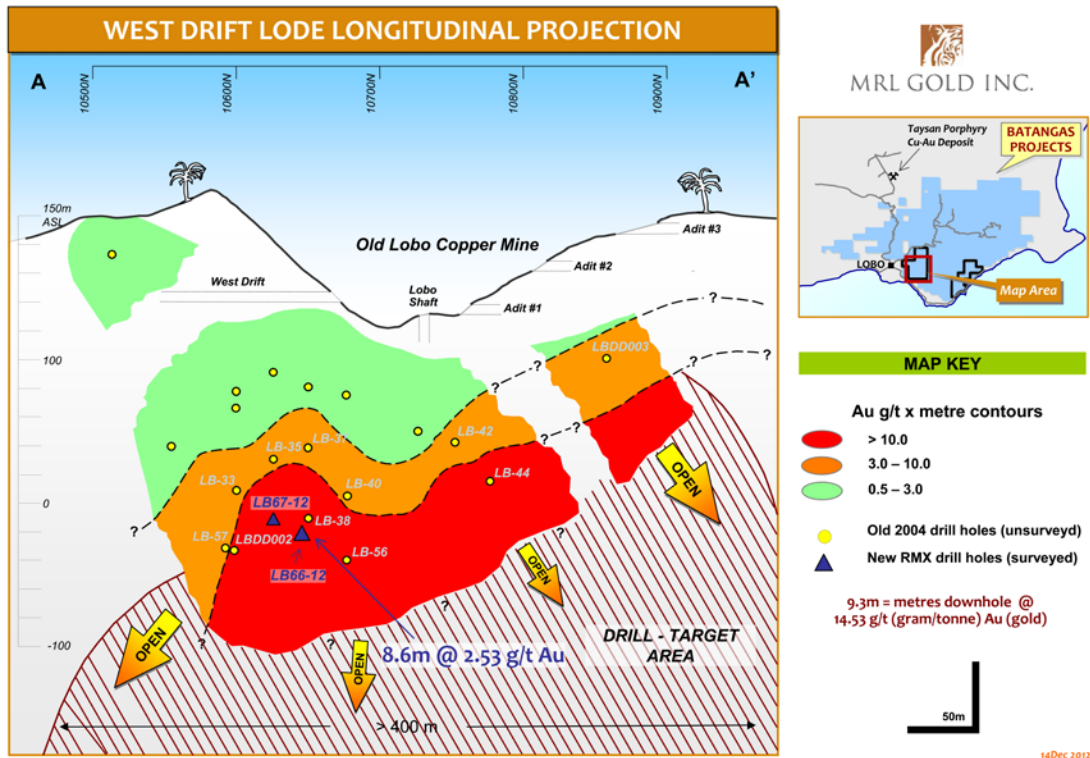 WEST DRIFT LODE LONGITUDINAL PROJECTION
A
A'
10500N
10600N
10700N
10800N
10900N
150m
ASL
100
0
-100
Old Lobo Copper Mine
West Drift
Lobo
Shaft
Adit #1
Adit #2
Adit #3
?
?
?
?
?
?
?
?
?
?
?
LBDD003
LB-42
LB-44
LB-35
LB-33
LB-40
LB67-12
LB-38
LB-57
LBDD002
LB66-12
LB-56
OPEN
OPEN
OPEN
OPEN
8.6m @ 2.53 g/t Au
DRILL - TARGET
AREA
> 400 m
MRL GOLD INC.
Taysan Porphyry
Cu-Au Deposit
BATANGAS
PROJECTS
LOBO
Map Area
MAP KEY
Au g/t x metre contours
> 10.0
3.0 – 10.0
0.5 – 3.0
Old 2004 drill holes (unsurveyed)
New RMX drill holes (surveyed)
9.3m = metres downhole @
14.53 g/t (gram/tonne) Au (gold)
50m
14Dec 2012